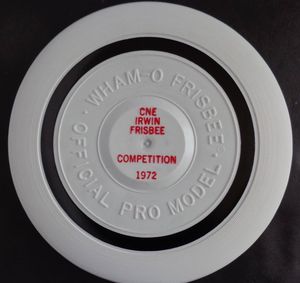 · WHAM-O FRISBEE ·
OFFICIAL PRO MODEL
CNE
IRWIN
FRISBEE
COMPETITION
1972